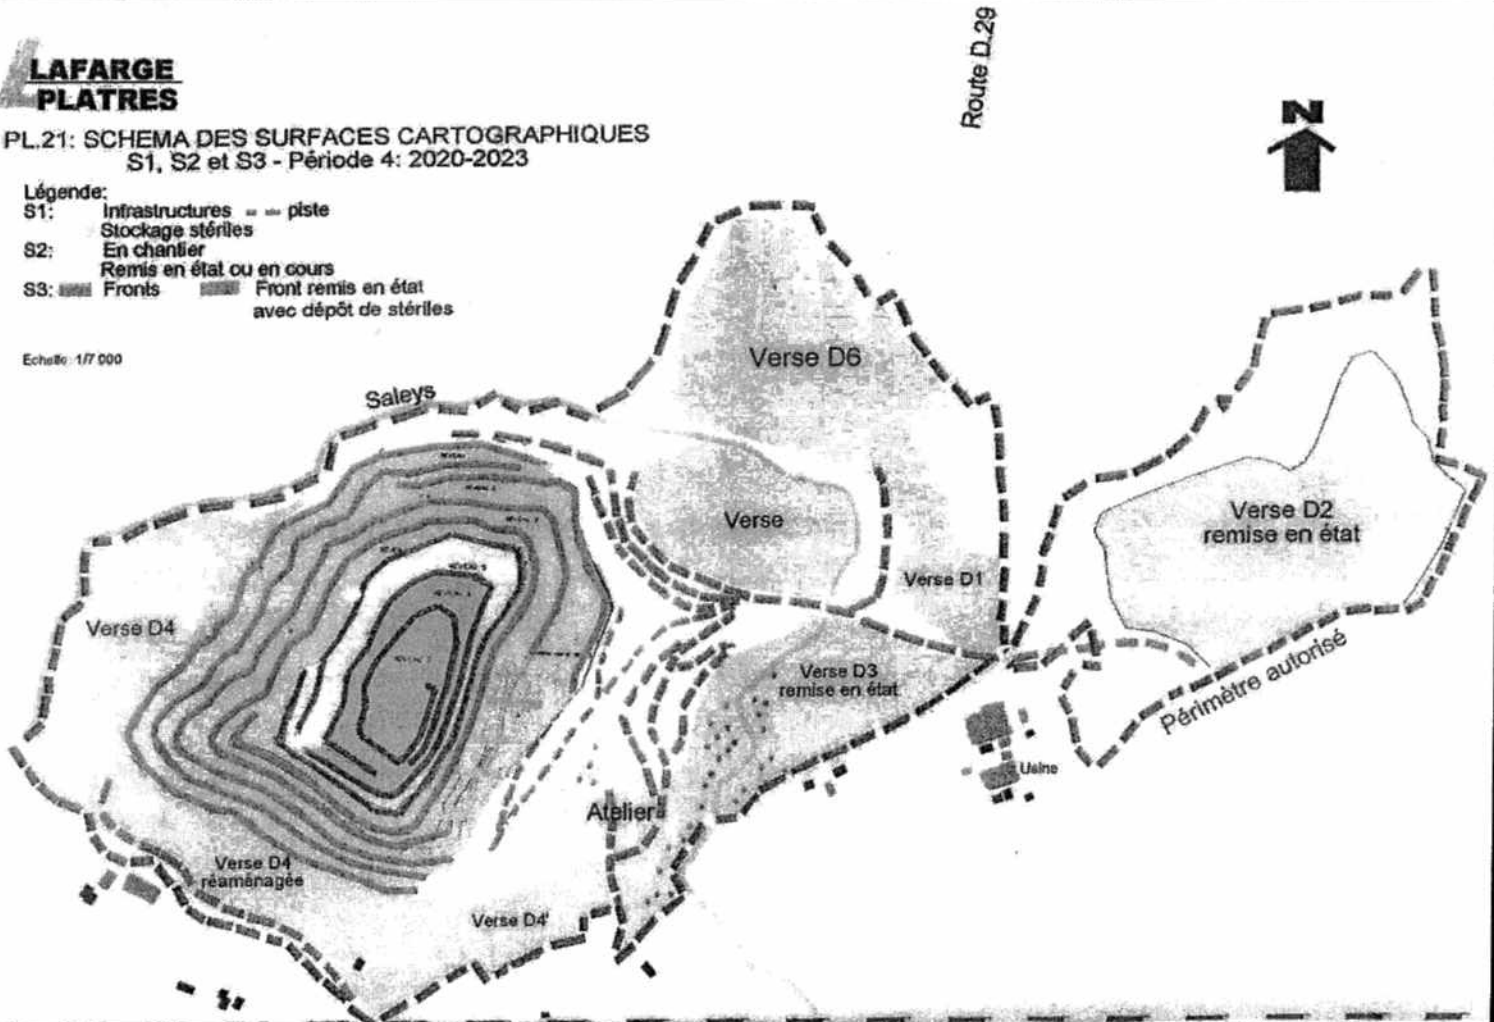 Route D.29
LAFARGE
PLATRES
N
PL.21: SCHEMA DES SURFACES CARTOGRAPHIQUES
S1, S2 et S3 - Période 4: 2020-2023
Légende:
S1: Infrastructures piste
Stockage stériles
S2: En chantier
Remis en état ou en cours
S3: Fronts Front remis en état
avec dépôt de stériles
Echelle: 1/7 000
Verse D6
Saleys
Verse
Verse D2
remise en état
Verse D1
Verse D4
Verse D3
remise en état
Périmètre autorisé
Usine
Atelier
Verse D4
réaménagée
Verse D4'